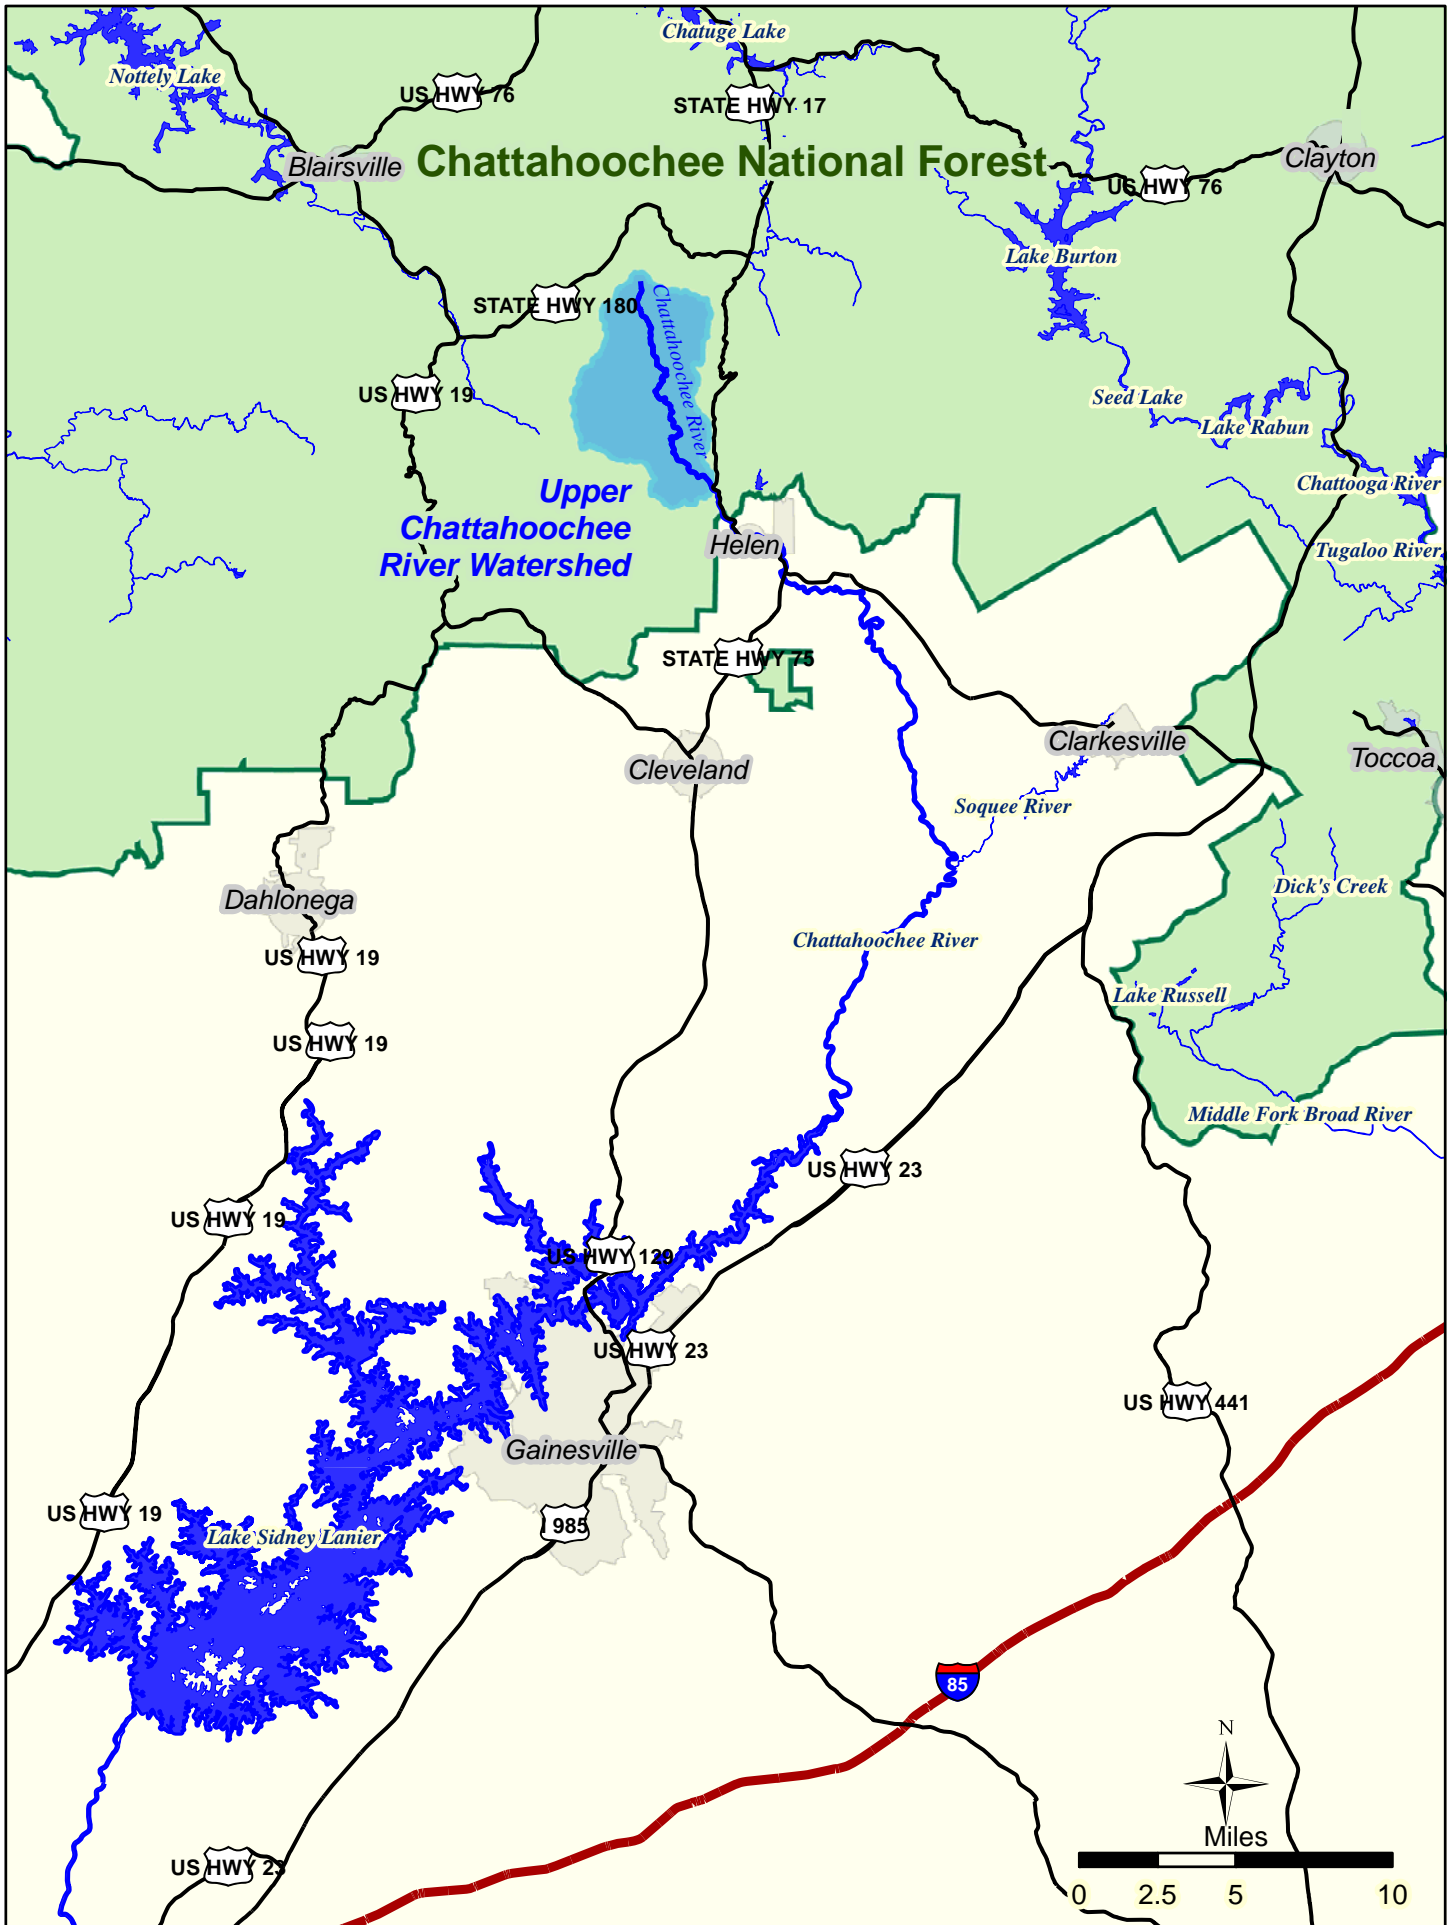 Chatuge Lake
Nottely Lake
US HWY 76
STATE HWY 17
Blairsville
Chattahoochee National Forest
Clayton
US HWY 76
Lake Burton
STATE HWY 180
Chattahoochee River
US HWY 19
Seed Lake
Lake Rabun
Upper
Chattahoochee
River Watershed
Chattooga River
Helen
Tugaloo River
STATE HWY 75
Clarkesville
Cleveland
Toccoa
Soquee River
Dahlonega
Dick's Creek
Chattahoochee River
US HWY 19
Lake Russell
US HWY 19
Middle Fork Broad River
US HWY 23
US HWY 19
US HWY 129
US HWY 23
US HWY 441
Gainesville
US HWY 19
I 985
Lake Sidney Lanier
85
N
Miles
US HWY 23
0 2.5 5 10